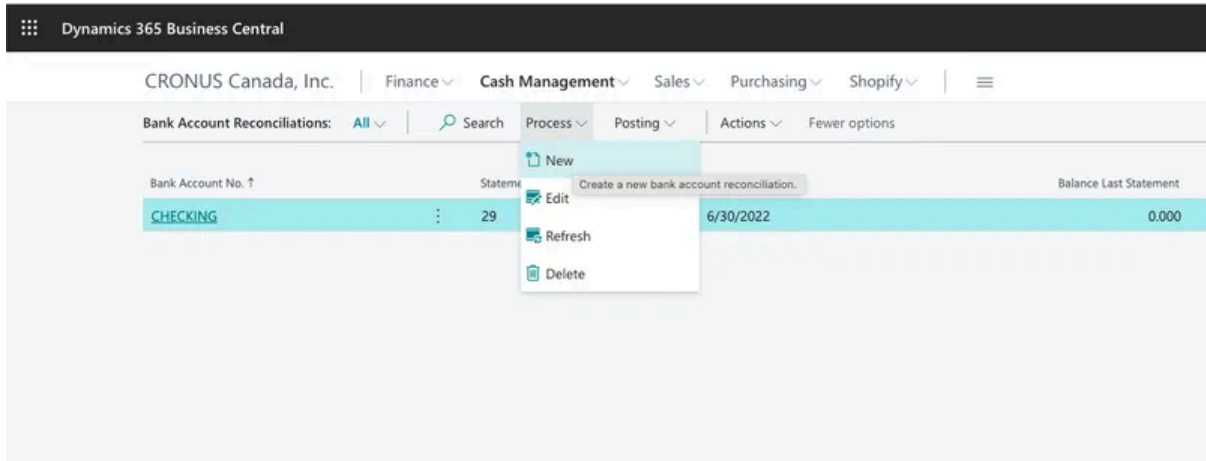 Dynamics 365 Business Central
CRONUS Canada, Inc. Finance Cash Management Sales Purchasing Shopify
Bank Account Reconciliations: All Search Process Posting Actions Fewer options
New
Create a new bank account reconciliation.
Bank Account No. ↑ Balance Last Statement
Edit
CHECKING 29 6/30/2022 0.000
Refresh
Delete